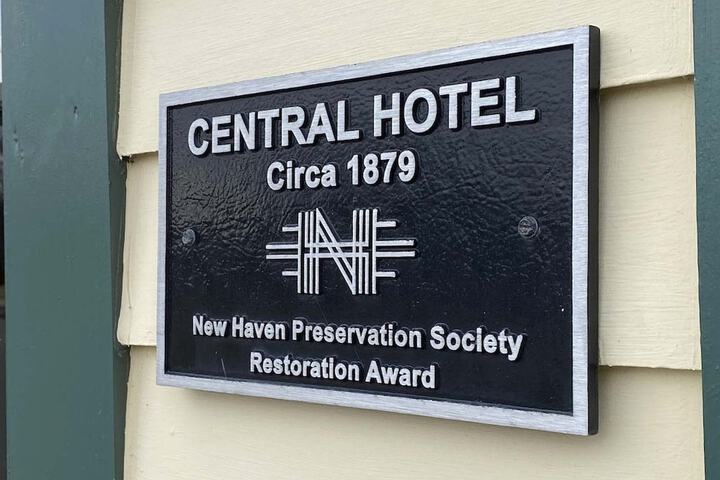 CENTRAL HOTEL
Circa 1879
N
New Haven Preservation Society
Restoration Award